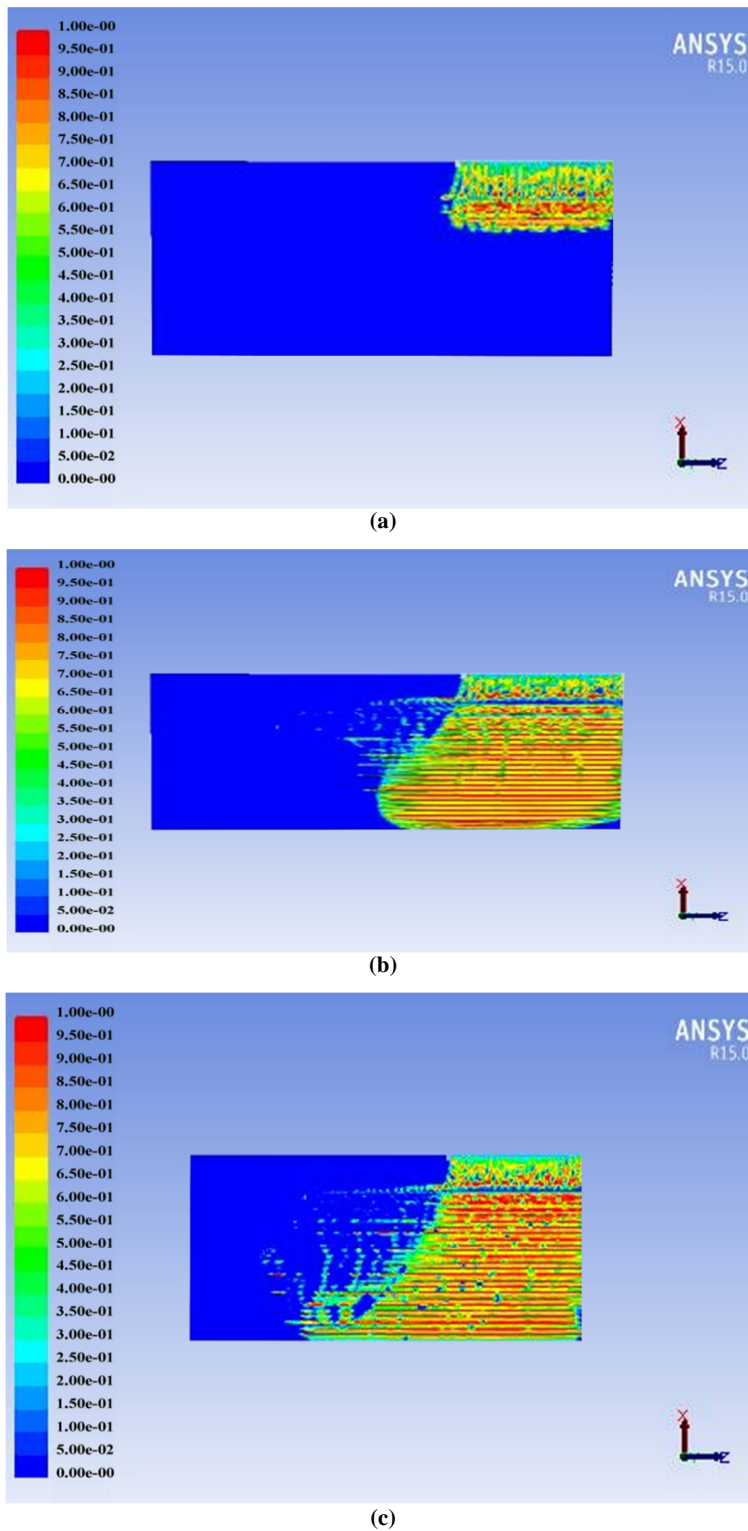 1.00e-00
9.50e-01
9.00e-01
8.50e-01
8.00e-01
7.50e-01
7.00e-01
6.50e-01
6.00e-01
5.50e-01
5.00e-01
4.50e-01
4.00e-01
3.50e-01
3.00e-01
2.50e-01
2.00e-01
1.50e-01
1.00e-01
5.00e-02
0.00e-00
ANSYS
R15.0
X
Z
(a)
1.00e-00
9.50e-01
9.00e-01
8.50e-01
8.00e-01
7.50e-01
7.00e-01
6.50e-01
6.00e-01
5.50e-01
5.00e-01
4.50e-01
4.00e-01
3.50e-01
3.00e-01
2.50e-01
2.00e-01
1.50e-01
1.00e-01
5.00e-02
0.00e-00
ANSYS
R15.0
X
Z
(b)
1.00e-00
9.50e-01
9.00e-01
8.50e-01
8.00e-01
7.50e-01
7.00e-01
6.50e-01
6.00e-01
5.50e-01
5.00e-01
4.50e-01
4.00e-01
3.50e-01
3.00e-01
2.50e-01
2.00e-01
1.50e-01
1.00e-01
5.00e-02
0.00e-00
ANSYS
R15.0
X
Z
(c)